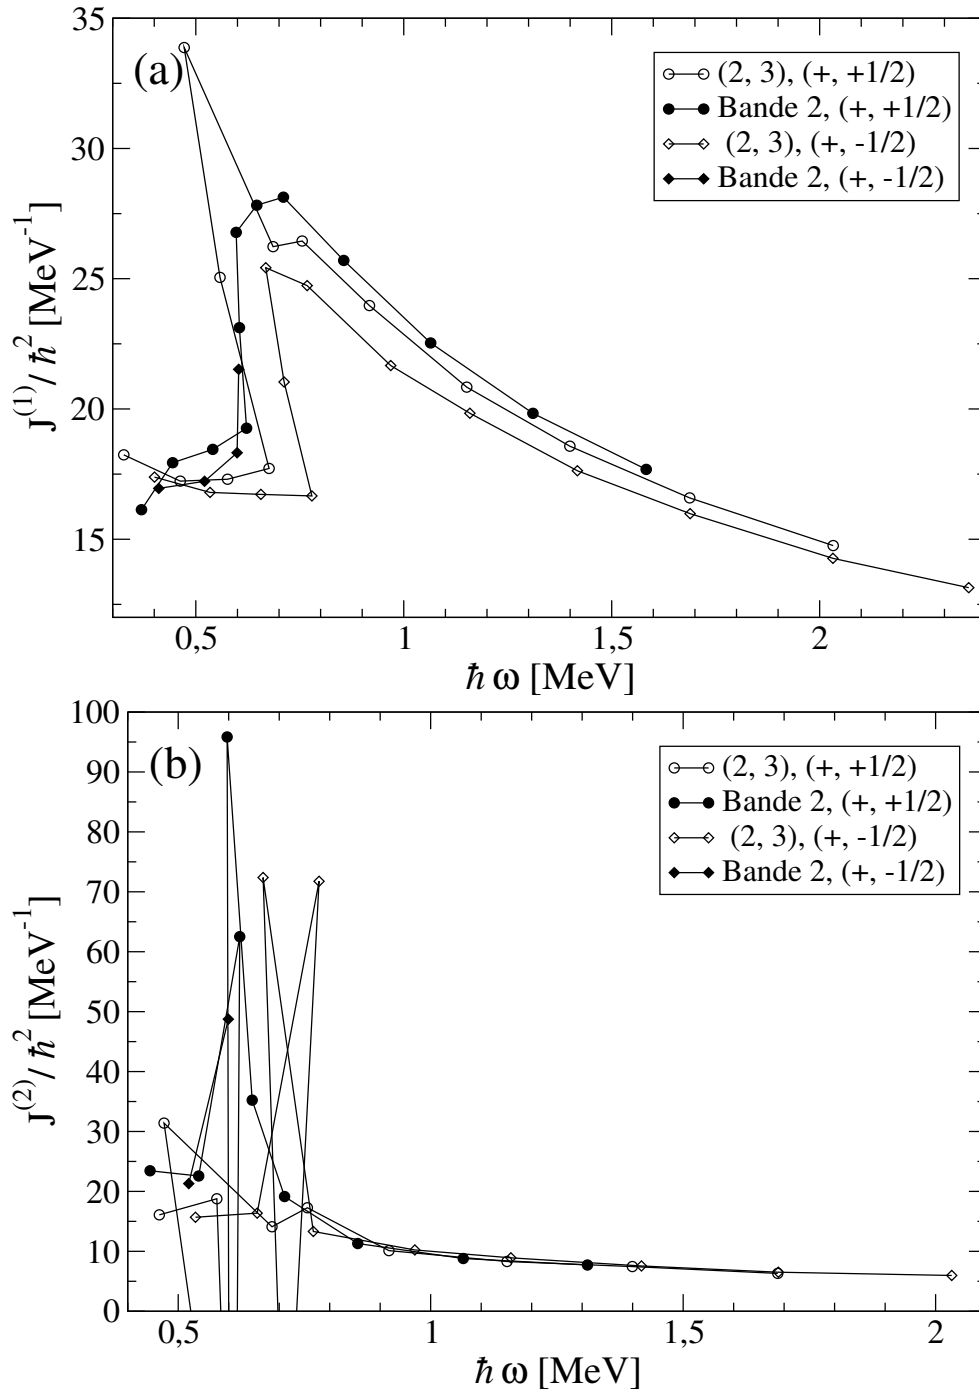 35
30
25
20
15
J(1)/ħ2 [MeV-1]
(a)
(2, 3), (+, +1/2)
Bande 2, (+, +1/2)
(2, 3), (+, -1/2)
Bande 2, (+, -1/2)
0,5 1 1,5 2
ħ ω [MeV]
100
90
80
70
60
50
40
30
20
10
0
J(2)/ħ2 [MeV-1]
(b)
(2, 3), (+, +1/2)
Bande 2, (+, +1/2)
(2, 3), (+, -1/2)
Bande 2, (+, -1/2)
0,5 1 1,5 2
ħ ω [MeV]